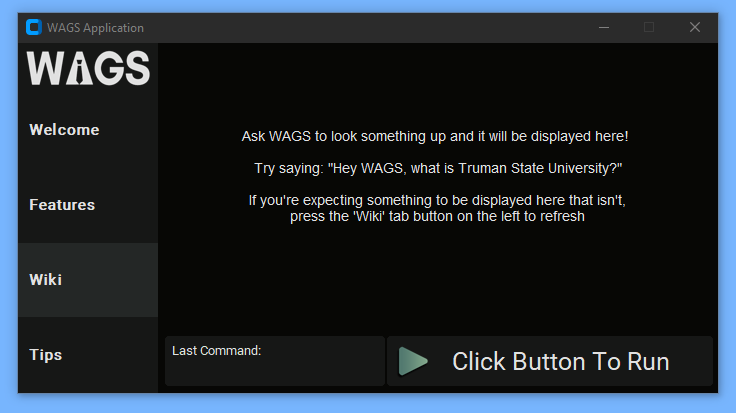 WAGS Application
WAGS
Welcome
Features
Wiki
Tips
Ask WAGS to look something up and it will be displayed here!
Try saying: "Hey WAGS, what is Truman State University?"
If you're expecting something to be displayed here that isn't,
press the 'Wiki' tab button on the left to refresh
Last Command:
Click Button To Run